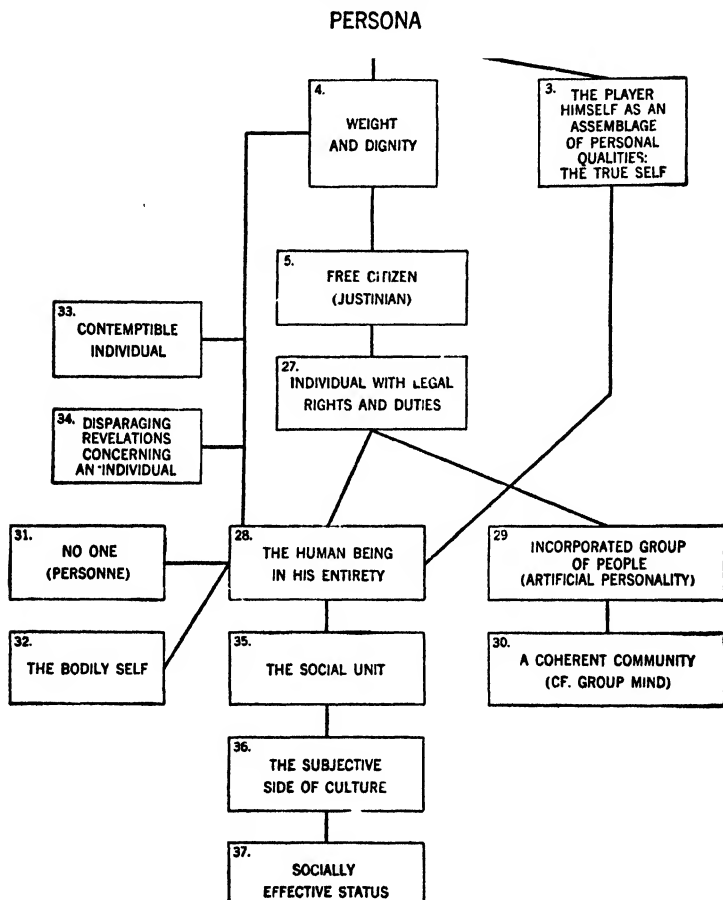 PERSONA
4.
WEIGHT
AND DIGNITY
3.
THE PLAYER
HIMSELF AS AN
ASSEMBLAGE
OF PERSONAL
QUALITIES:
THE TRUE SELF
5.
FREE CITIZEN
(JUSTINIAN)
33.
CONTEMPTIBLE
INDIVIDUAL
27.
INDIVIDUAL WITH LEGAL
RIGHTS AND DUTIES
34.
DISPARAGING
REVELATIONS
CONCERNING
AN INDIVIDUAL
31.
NO ONE
(PERSONNE)
28.
THE HUMAN BEING
IN HIS ENTIRETY
29
INCORPORATED GROUP
OF PEOPLE
(ARTIFICIAL PERSONALITY)
32.
THE BODILY SELF
35.
THE SOCIAL UNIT
30.
A COHERENT COMMUNITY
(CF. GROUP MIND)
36.
THE SUBJECTIVE
SIDE OF CULTURE
37.
SOCIALLY
EFFECTIVE STATUS